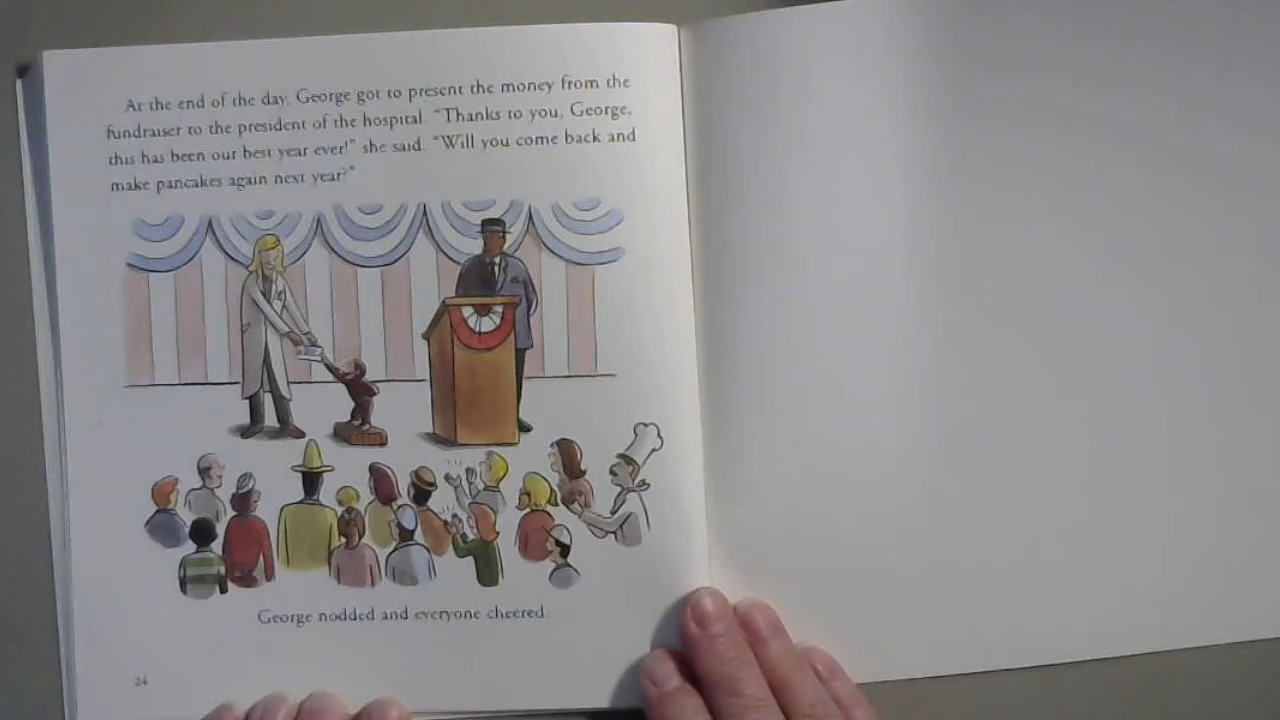 At the end of the day, George got to present the money from the
fundraiser to the president of the hospital. "Thanks to you, George,
this has been our best year ever!" she said. "Will you come back and
make pancakes again next year?"
George nodded and everyone cheered.
24